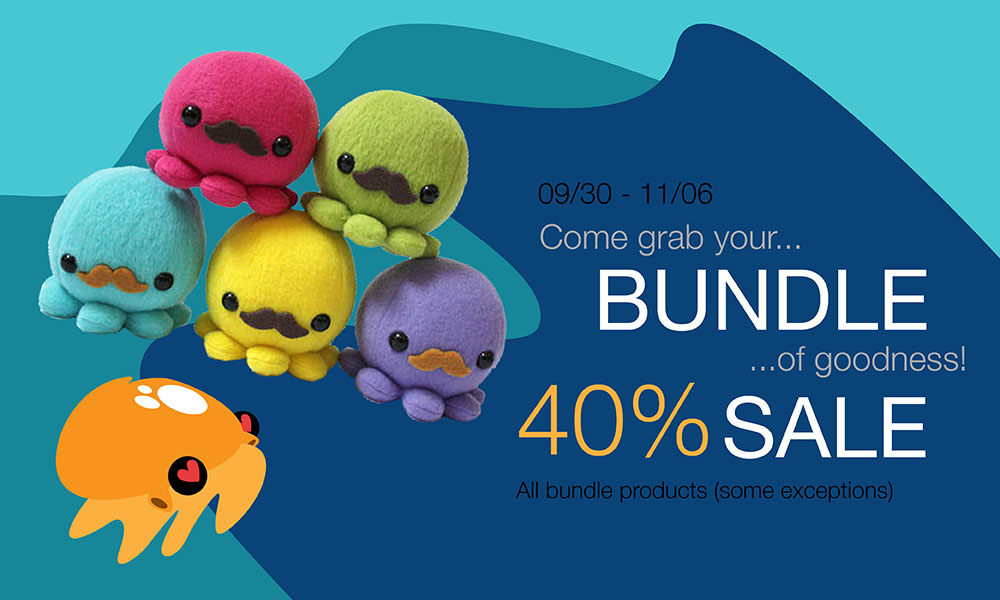 09/30 - 11/06
Come grab your...
BUNDLE
...of goodness!
40% SALE
All bundle products (some exceptions)